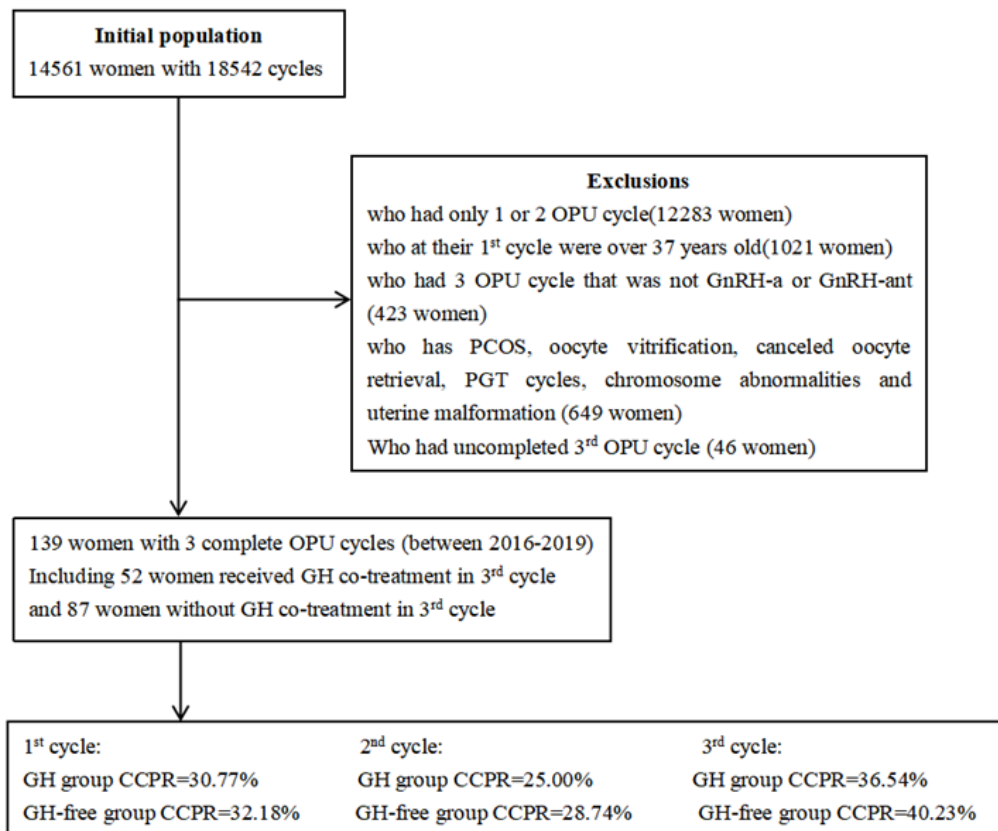 Initial population
14561 women with 18542 cycles
Exclusions
who had only 1 or 2 OPU cycle(12283 women)
who at their 1st cycle were over 37 years old(1021 women)
who had 3 OPU cycle that was not GnRH-a or GnRH-ant
(423 women)
who has PCOS, oocyte vitrification, canceled oocyte
retrieval, PGT cycles, chromosome abnormalities and
uterine malformation (649 women)
Who had uncompleted 3rd OPU cycle (46 women)
139 women with 3 complete OPU cycles (between 2016-2019)
Including 52 women received GH co-treatment in 3rd cycle
and 87 women without GH co-treatment in 3rd cycle
1st cycle:
GH group CCPR=30.77%
GH-free group CCPR=32.18%
2nd cycle:
GH group CCPR=25.00%
GH-free group CCPR=28.74%
3rd cycle:
GH group CCPR=36.54%
GH-free group CCPR=40.23%